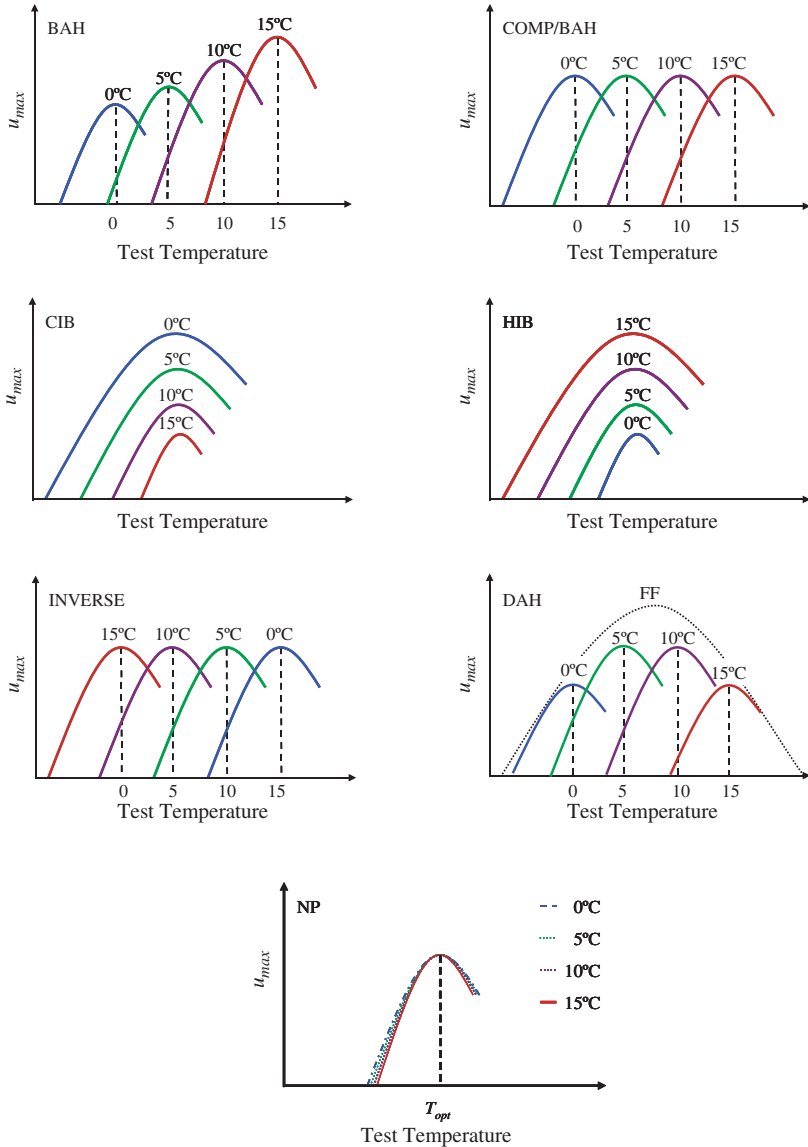 BAH
0ºC
5ºC
10ºC
15ºC
u_max
0 5 10 15
Test Temperature
COMP/BAH
0ºC 5ºC 10ºC 15ºC
u_max
0 5 10 15
Test Temperature
CIB
0ºC
5ºC
10ºC
15ºC
u_max
Test Temperature
HIB
15ºC
10ºC
5ºC
0ºC
u_max
Test Temperature
INVERSE
15ºC 10ºC 5ºC 0ºC
u_max
0 5 10 15
Test Temperature
DAH
FF
0ºC
5ºC
10ºC
15ºC
u_max
0 5 10 15
Test Temperature
NP
0ºC
5ºC
10ºC
15ºC
u_max
T_opt
Test Temperature